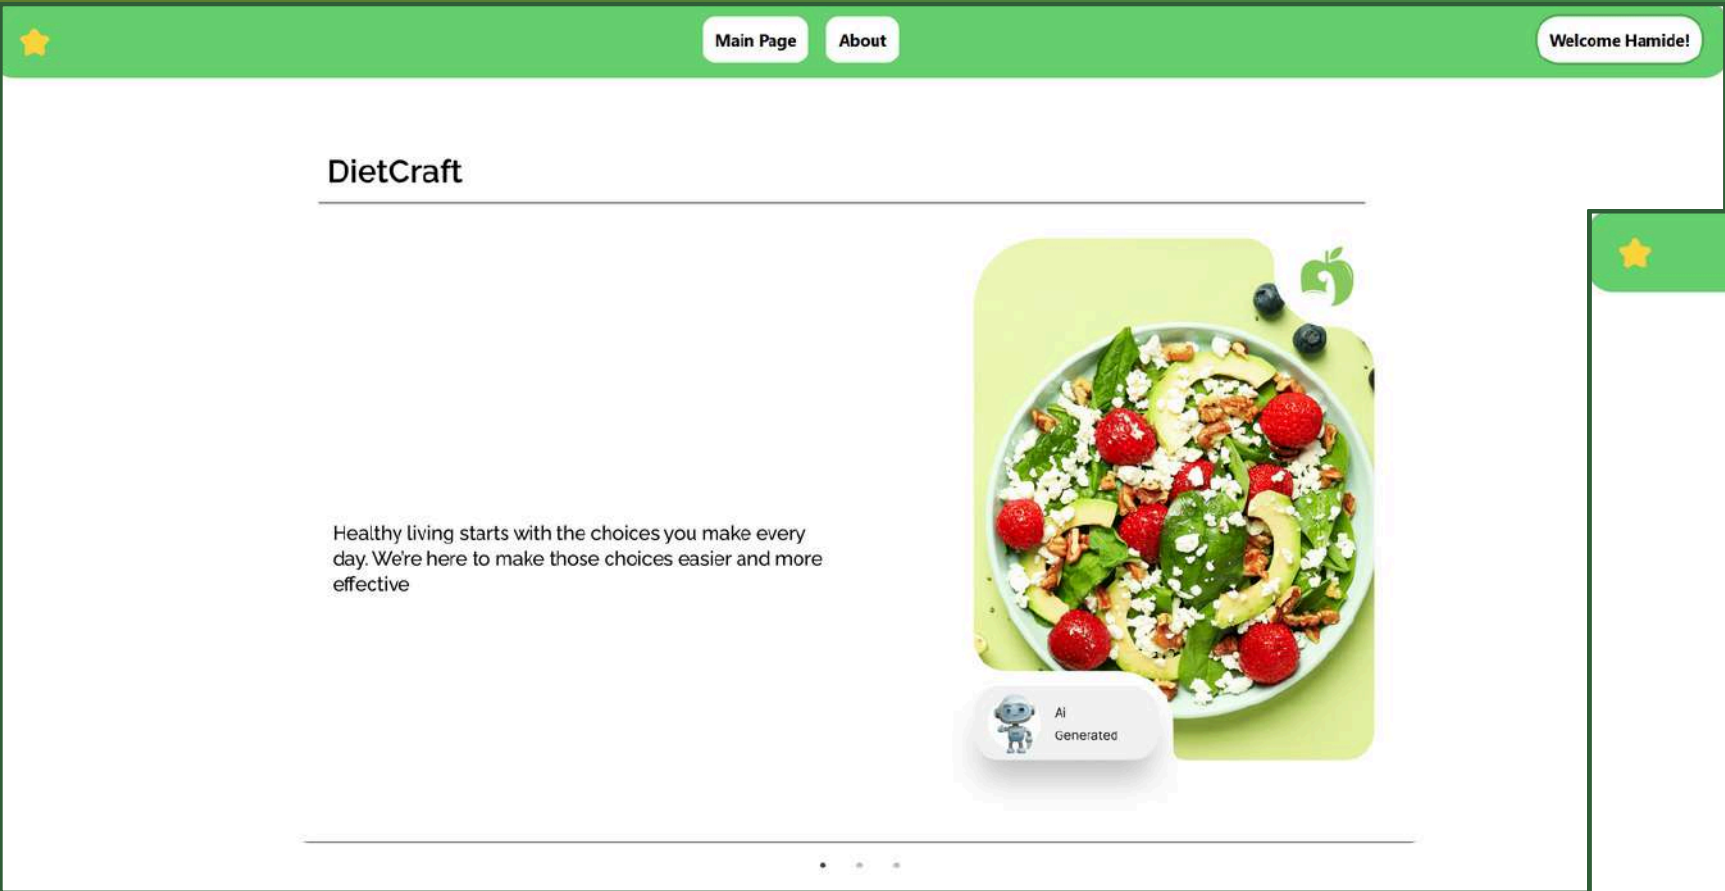 Main Page
About
Welcome Hamide!
DietCraft
Healthy living starts with the choices you make every
day. We're here to make those choices easier and more
effective
Ai
Generated